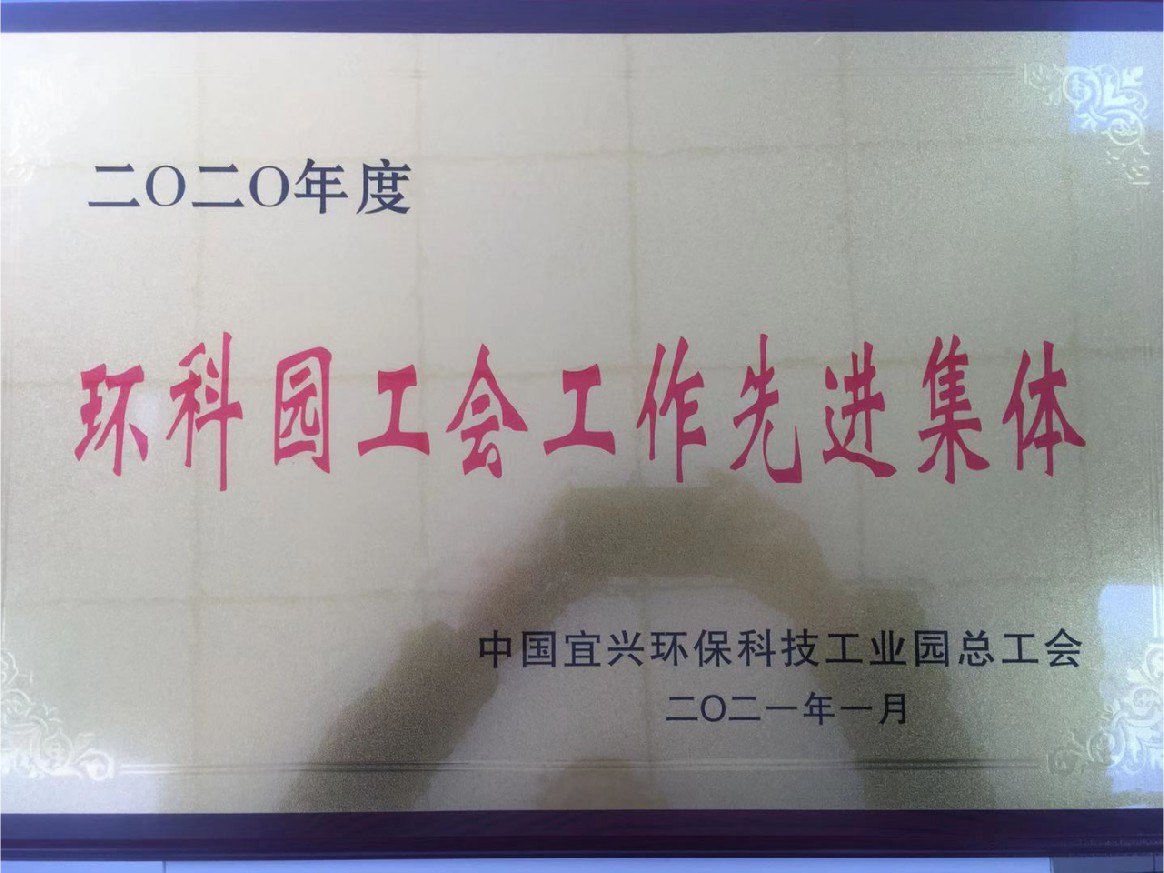 二〇二〇年度
环科园工会工作先进集体
中国宜兴环保科技工业园总工会
二〇二一年一月